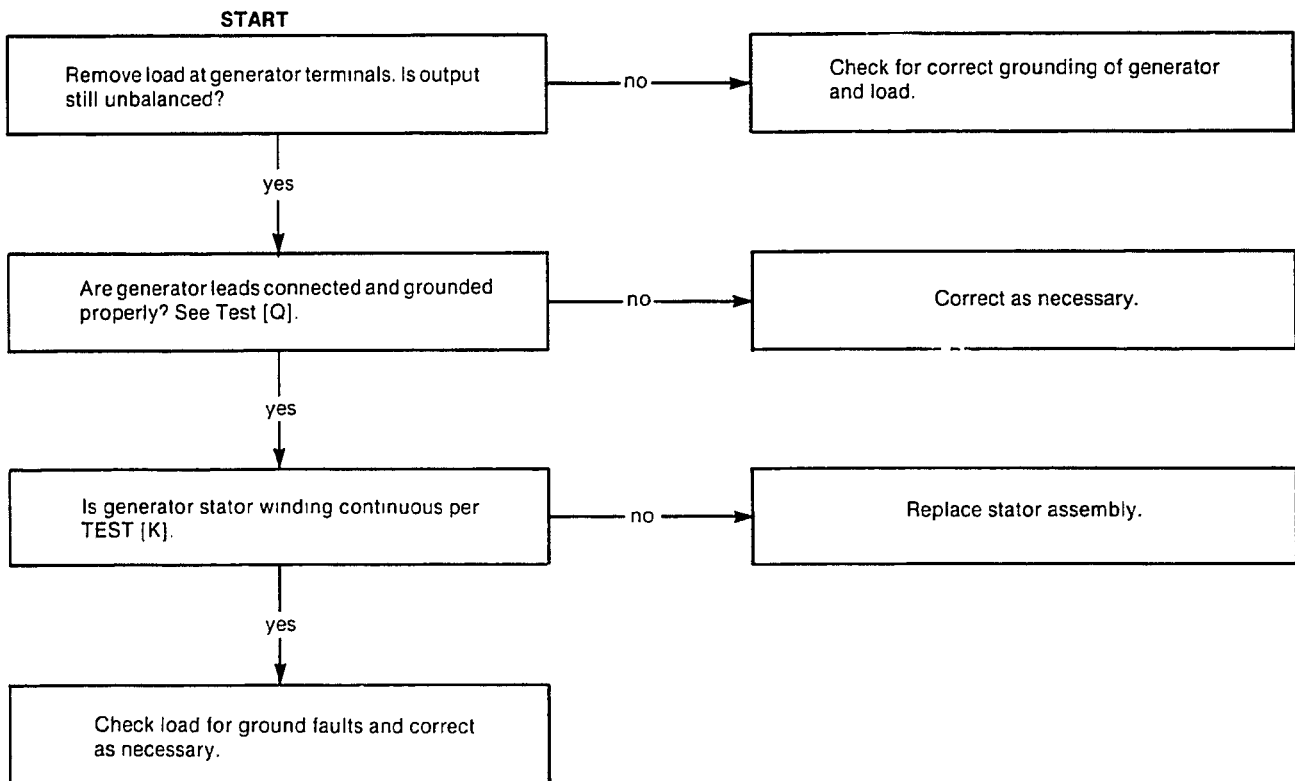 START
Remove load at generator terminals. Is output
still unbalanced?
no
Check for correct grounding of generator
and load.
yes
Are generator leads connected and grounded
properly? See Test [Q].
no
Correct as necessary.
yes
Is generator stator winding continuous per
TEST [K].
no
Replace stator assembly.
yes
Check load for ground faults and correct
as necessary.